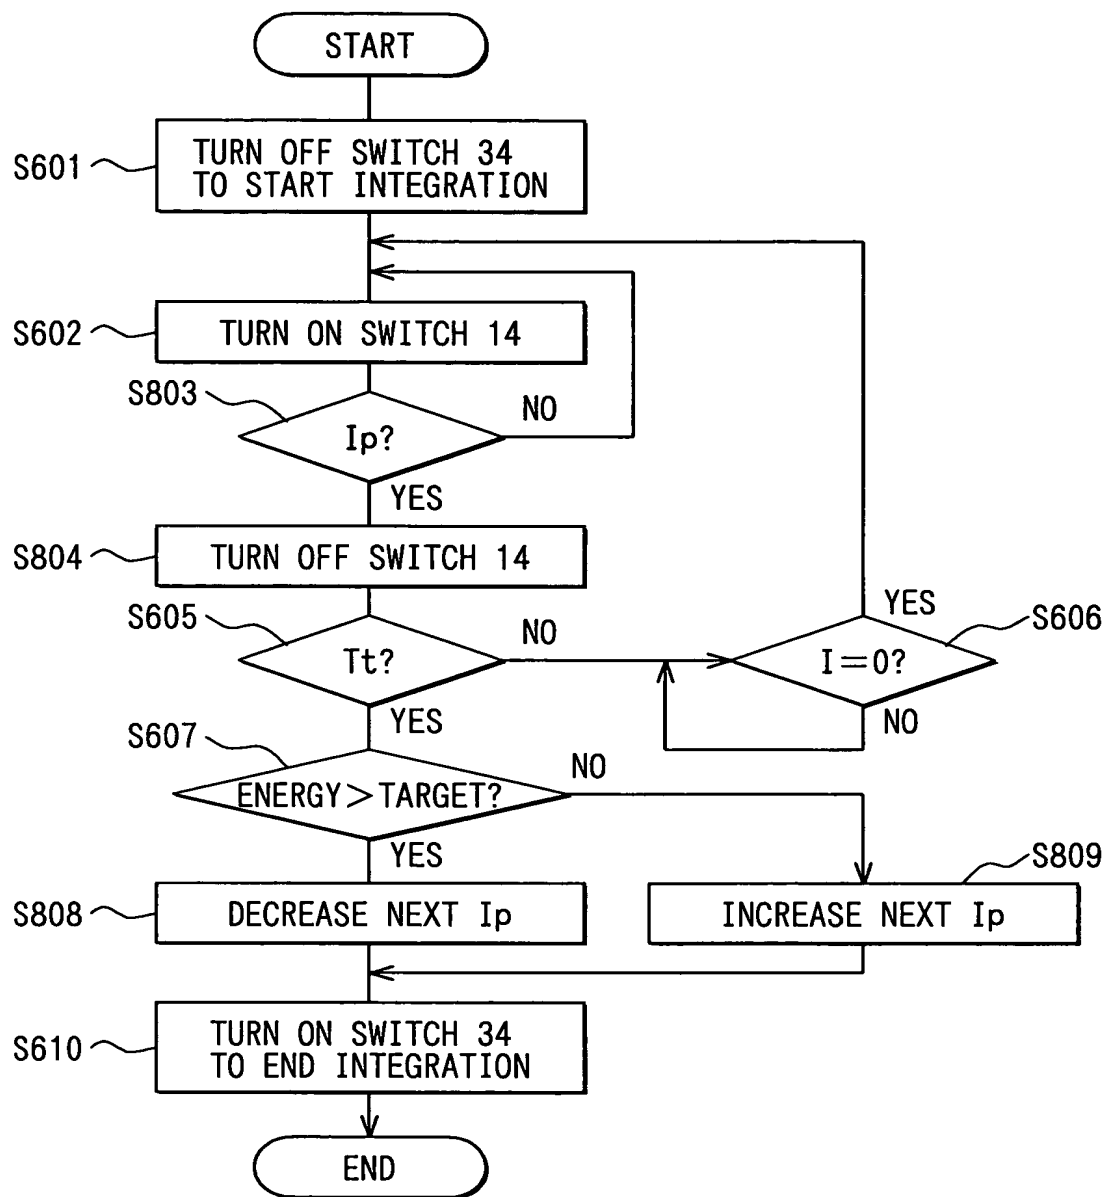 START
S601
TURN OFF SWITCH 34
TO START INTEGRATION
S602
TURN ON SWITCH 14
S803
Ip?
NO
YES
S804
TURN OFF SWITCH 14
S605
Tt?
NO
YES
S606
I=0?
YES
NO
S607
ENERGY>TARGET?
NO
YES
S808
DECREASE NEXT Ip
S809
INCREASE NEXT Ip
S610
TURN ON SWITCH 34
TO END INTEGRATION
END